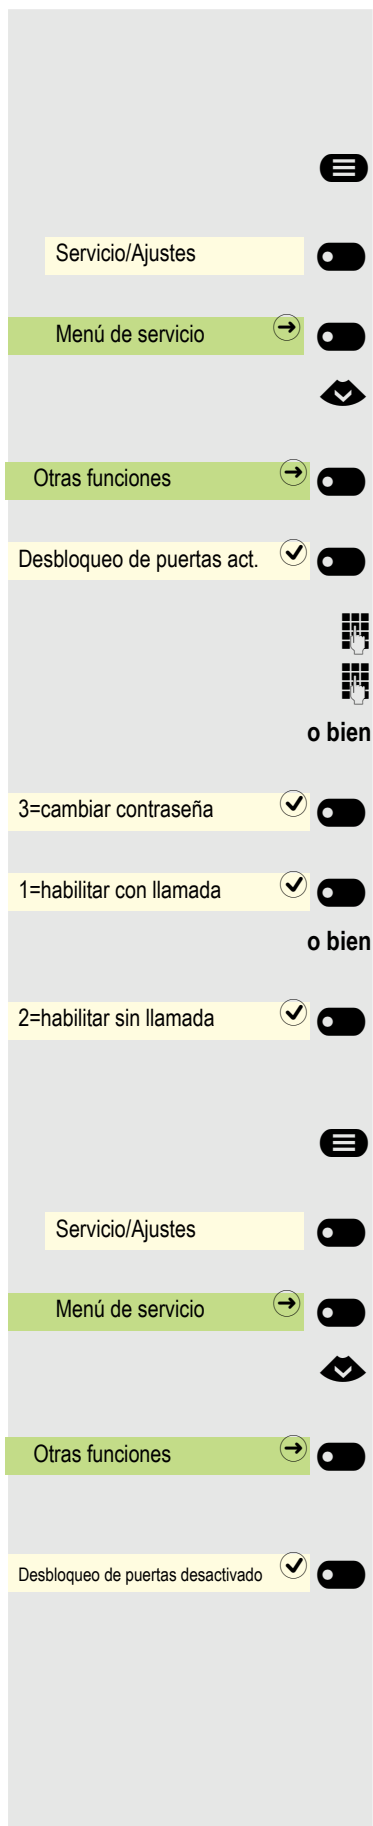 Servicio/Ajustes
Menú de servicio
Otras funciones
Desbloqueo de puertas act.
o bien
3=cambiar contraseña
1=habilitar con llamada
o bien
2=habilitar sin llamada
Servicio/Ajustes
Menú de servicio
Otras funciones
Desbloqueo de puertas desactivado